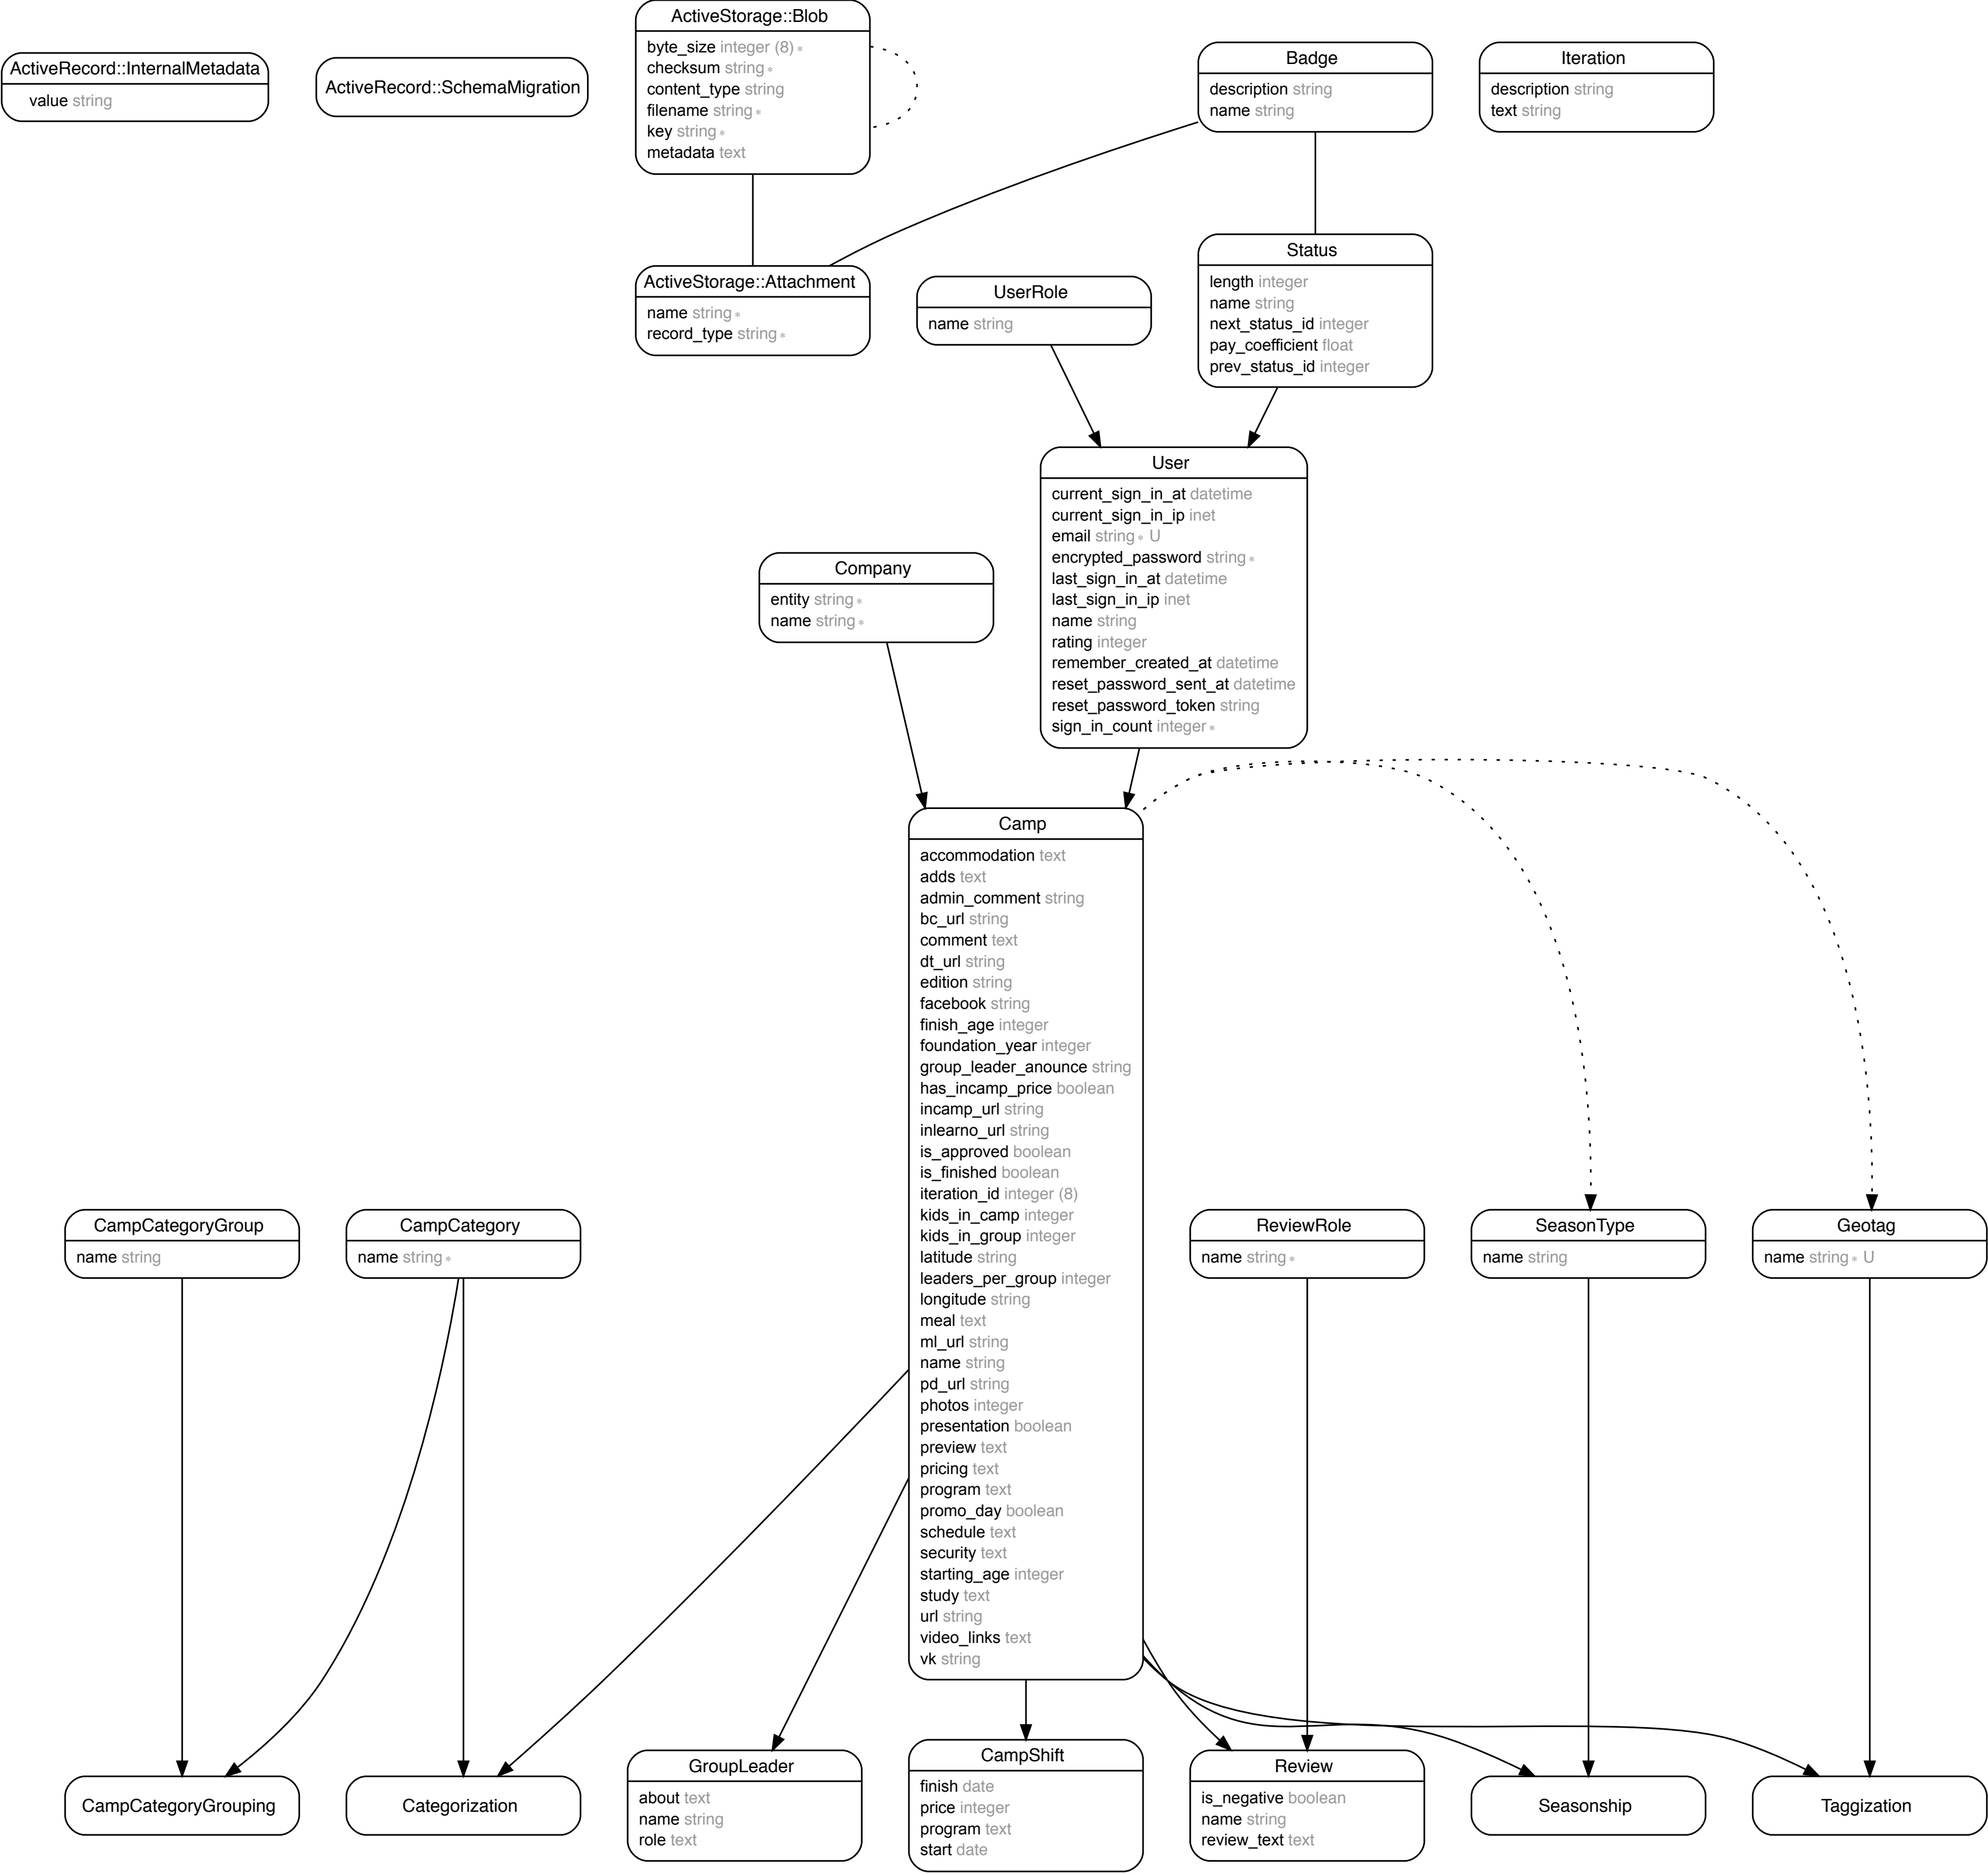 ActiveStorage::Blob
byte_size integer (8) *
checksum string *
content_type string
filename string *
key string *
metadata text
ActiveRecord::InternalMetadata
value string
ActiveRecord::SchemaMigration
Badge
description string
name string
Iteration
description string
text string
ActiveStorage::Attachment
name string *
record_type string *
UserRole
name string
Status
length integer
name string
next_status_id integer
pay_coefficient float
prev_status_id integer
User
current_sign_in_at datetime
current_sign_in_ip inet
email string * U
encrypted_password string *
last_sign_in_at datetime
last_sign_in_ip inet
name string
rating integer
remember_created_at datetime
reset_password_sent_at datetime
reset_password_token string
sign_in_count integer *
Company
entity string *
name string *
Camp
accommodation text
adds text
admin_comment string
bc_url string
comment text
dt_url string
edition string
facebook string
finish_age integer
foundation_year integer
group_leader_anounce string
has_incamp_price boolean
incamp_url string
inlearno_url string
is_approved boolean
is_finished boolean
iteration_id integer (8)
kids_in_camp integer
kids_in_group integer
latitude string
leaders_per_group integer
longitude string
meal text
ml_url string
name string
pd_url string
photos integer
presentation boolean
preview text
pricing text
program text
promo_day boolean
schedule text
security text
starting_age integer
study text
url string
video_links text
vk string
CampCategoryGroup
name string
CampCategory
name string *
ReviewRole
name string *
SeasonType
name string
Geotag
name string * U
CampCategoryGrouping
Categorization
GroupLeader
about text
name string
role text
CampShift
finish date
price integer
program text
start date
Review
is_negative boolean
name string
review_text text
Seasonship
Taggization